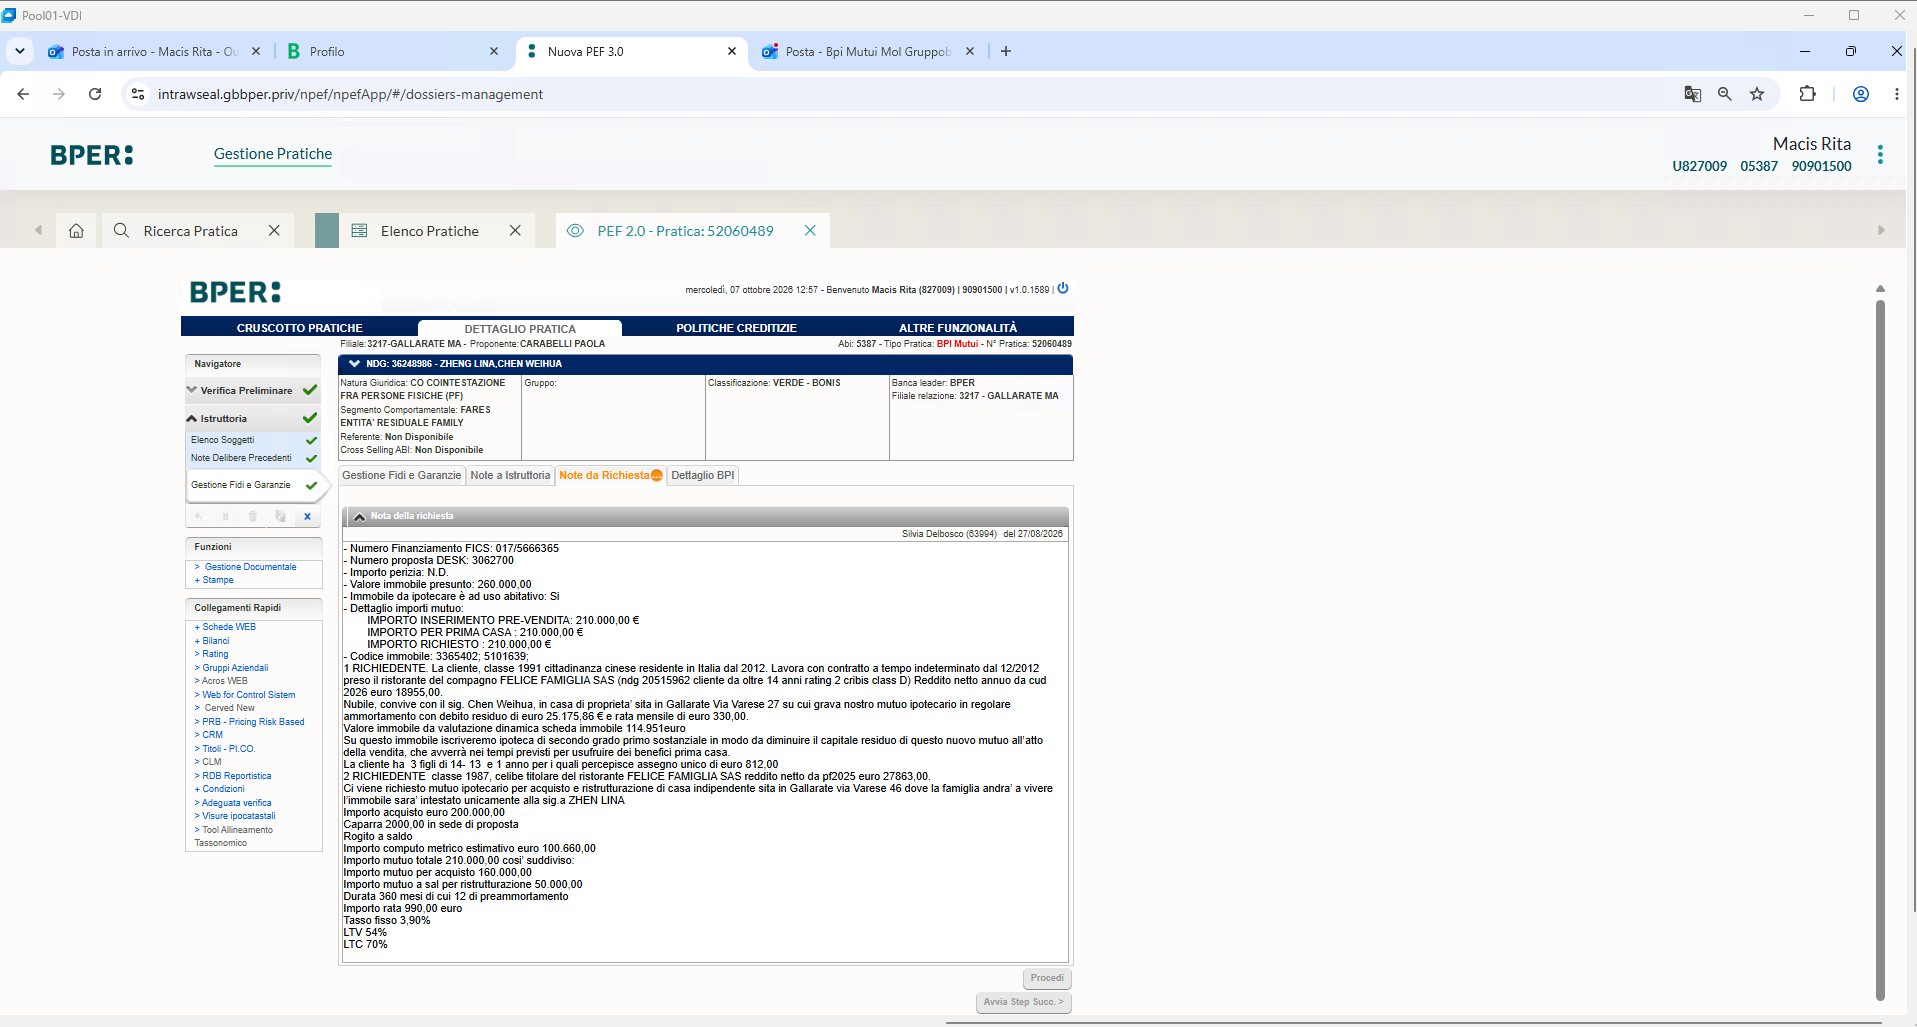 Pool01-VDI
Posta in arrivo - Macis Rita - Ou
Profilo
Nuova PEF 3.0
Posta - Bpi Mutui Mol Gruppob
intrawseal.gbbper.priv/npef/npefApp/#/dossiers-management
BPER:
Gestione Pratiche
Macis Rita
U827009 05387 90901500
Ricerca Pratica
Elenco Pratiche
PEF 2.0 - Pratica: 52060489
BPER:
mercoledì, 07 ottobre 2026 12:57 - Benvenuto Macis Rita (827009) | 90901500 | v1.0.1589 |
CRUSCOTTO PRATICHE
DETTAGLIO PRATICA
POLITICHE CREDITIZIE
ALTRE FUNZIONALITÀ
Filiale: 3217-GALLARATE MA - Proponente: CARABELLI PAOLA
Abi: 5387 - Tipo Pratica: BPI Mutui - N° Pratica: 52060489
Navigatore
Verifica Preliminare
Istruttoria
Elenco Soggetti
Note Delibere Precedenti
Gestione Fidi e Garanzie
Funzioni
> Gestione Documentale
+ Stampe
Collegamenti Rapidi
+ Schede WEB
+ Bilanci
> Rating
> Gruppi Aziendali
> Acros WEB
> Web for Control Sistem
> Cerved New
> PRB - Pricing Risk Based
> CRM
> Titoli - PI.CO.
> CLM
> RDB Reportistica
+ Condizioni
> Adeguata verifica
> Visure ipocatastali
> Tool Allineamento
Tassonomico
NDG: 36248986 - ZHENG LINA,CHEN WEIHUA
Natura Giuridica: CO COINTESTAZIONE
FRA PERSONE FISICHE (PF)
Segmento Comportamentale: FARES
ENTITA' RESIDUALE FAMILY
Referente: Non Disponibile
Cross Selling ABI: Non Disponibile
Gruppo:
Classificazione: VERDE - BONIS
Banca leader: BPER
Filiale relazione: 3217 - GALLARATE MA
Gestione Fidi e Garanzie
Note a Istruttoria
Note da Richiesta
Dettaglio BPI
Nota della richiesta
Silvia Delbosco (63994) del 27/08/2026
- Numero Finanziamento FICS: 017/5666365
- Numero proposta DESK: 3062700
- Importo perizia: N.D.
- Valore immobile presunto: 260.000,00
- Immobile da ipotecare è ad uso abitativo: Si
- Dettaglio importi mutuo:
IMPORTO INSERIMENTO PRE-VENDITA: 210.000,00 €
IMPORTO PER PRIMA CASA : 210.000,00 €
IMPORTO RICHIESTO : 210.000,00 €
- Codice immobile: 3365402; 5101639;
1 RICHIEDENTE. La cliente, classe 1991 cittadinanza cinese residente in Italia dal 2012. Lavora con contratto a tempo indeterminato dal 12/2012
preso il ristorante del compagno FELICE FAMIGLIA SAS (ndg 20515962 cliente da oltre 14 anni rating 2 cribis class D) Reddito netto annuo da cud
2026 euro 18955,00.
Nubile, convive con il sig. Chen Weihua, in casa di proprieta' sita in Gallarate Via Varese 27 su cui grava nostro mutuo ipotecario in regolare
ammortamento con debito residuo di euro 25.175,86 € e rata mensile di euro 330,00.
Valore immobile da valutazione dinamica scheda immobile 114.951euro
Su questo immobile iscriveremo ipoteca di secondo grado primo sostanziale in modo da diminuire il capitale residuo di questo nuovo mutuo all'atto
della vendita, che avverrà nei tempi previsti per usufruire dei benefici prima casa.
La cliente ha 3 figli di 14- 13 e 1 anno per i quali percepisce assegno unico di euro 812,00
2 RICHIEDENTE classe 1987, celibe titolare del ristorante FELICE FAMIGLIA SAS reddito netto da pf2025 euro 27863,00.
Ci viene richiesto mutuo ipotecario per acquisto e ristrutturazione di casa indipendente sita in Gallarate via Varese 46 dove la famiglia andra' a vivere
l'immobile sara' intestato unicamente alla sig.a ZHEN LINA
Importo acquisto euro 200.000,00
Caparra 2000,00 in sede di proposta
Rogito a saldo
Importo computo metrico estimativo euro 100.660,00
Importo mutuo totale 210.000,00 cosi' suddiviso:
Importo mutuo per acquisto 160.000,00
Importo mutuo a sal per ristrutturazione 50.000,00
Durata 360 mesi di cui 12 di preammortamento
Importo rata 990,00 euro
Tasso fisso 3,90%
LTV 54%
LTC 70%
Procedi
Avvia Step Succ. >